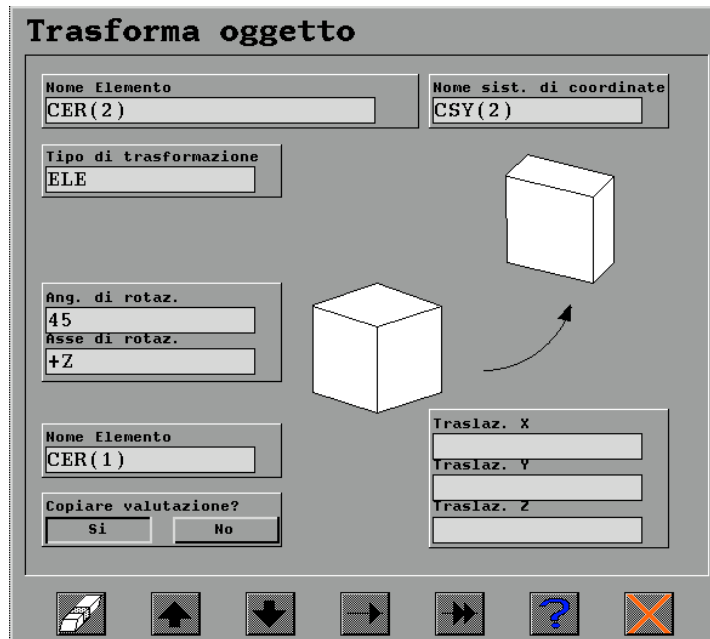 Trasforma oggetto
Nome Elemento
CER(2)
Nome sist. di coordinate
CSY(2)
Tipo di trasformazione
ELE
Ang. di rotaz.
45
Asse di rotaz.
+Z
Nome Elemento
CER(1)
Copiare valutazione?
Si No
Traslaz. X
Traslaz. Y
Traslaz. Z
?